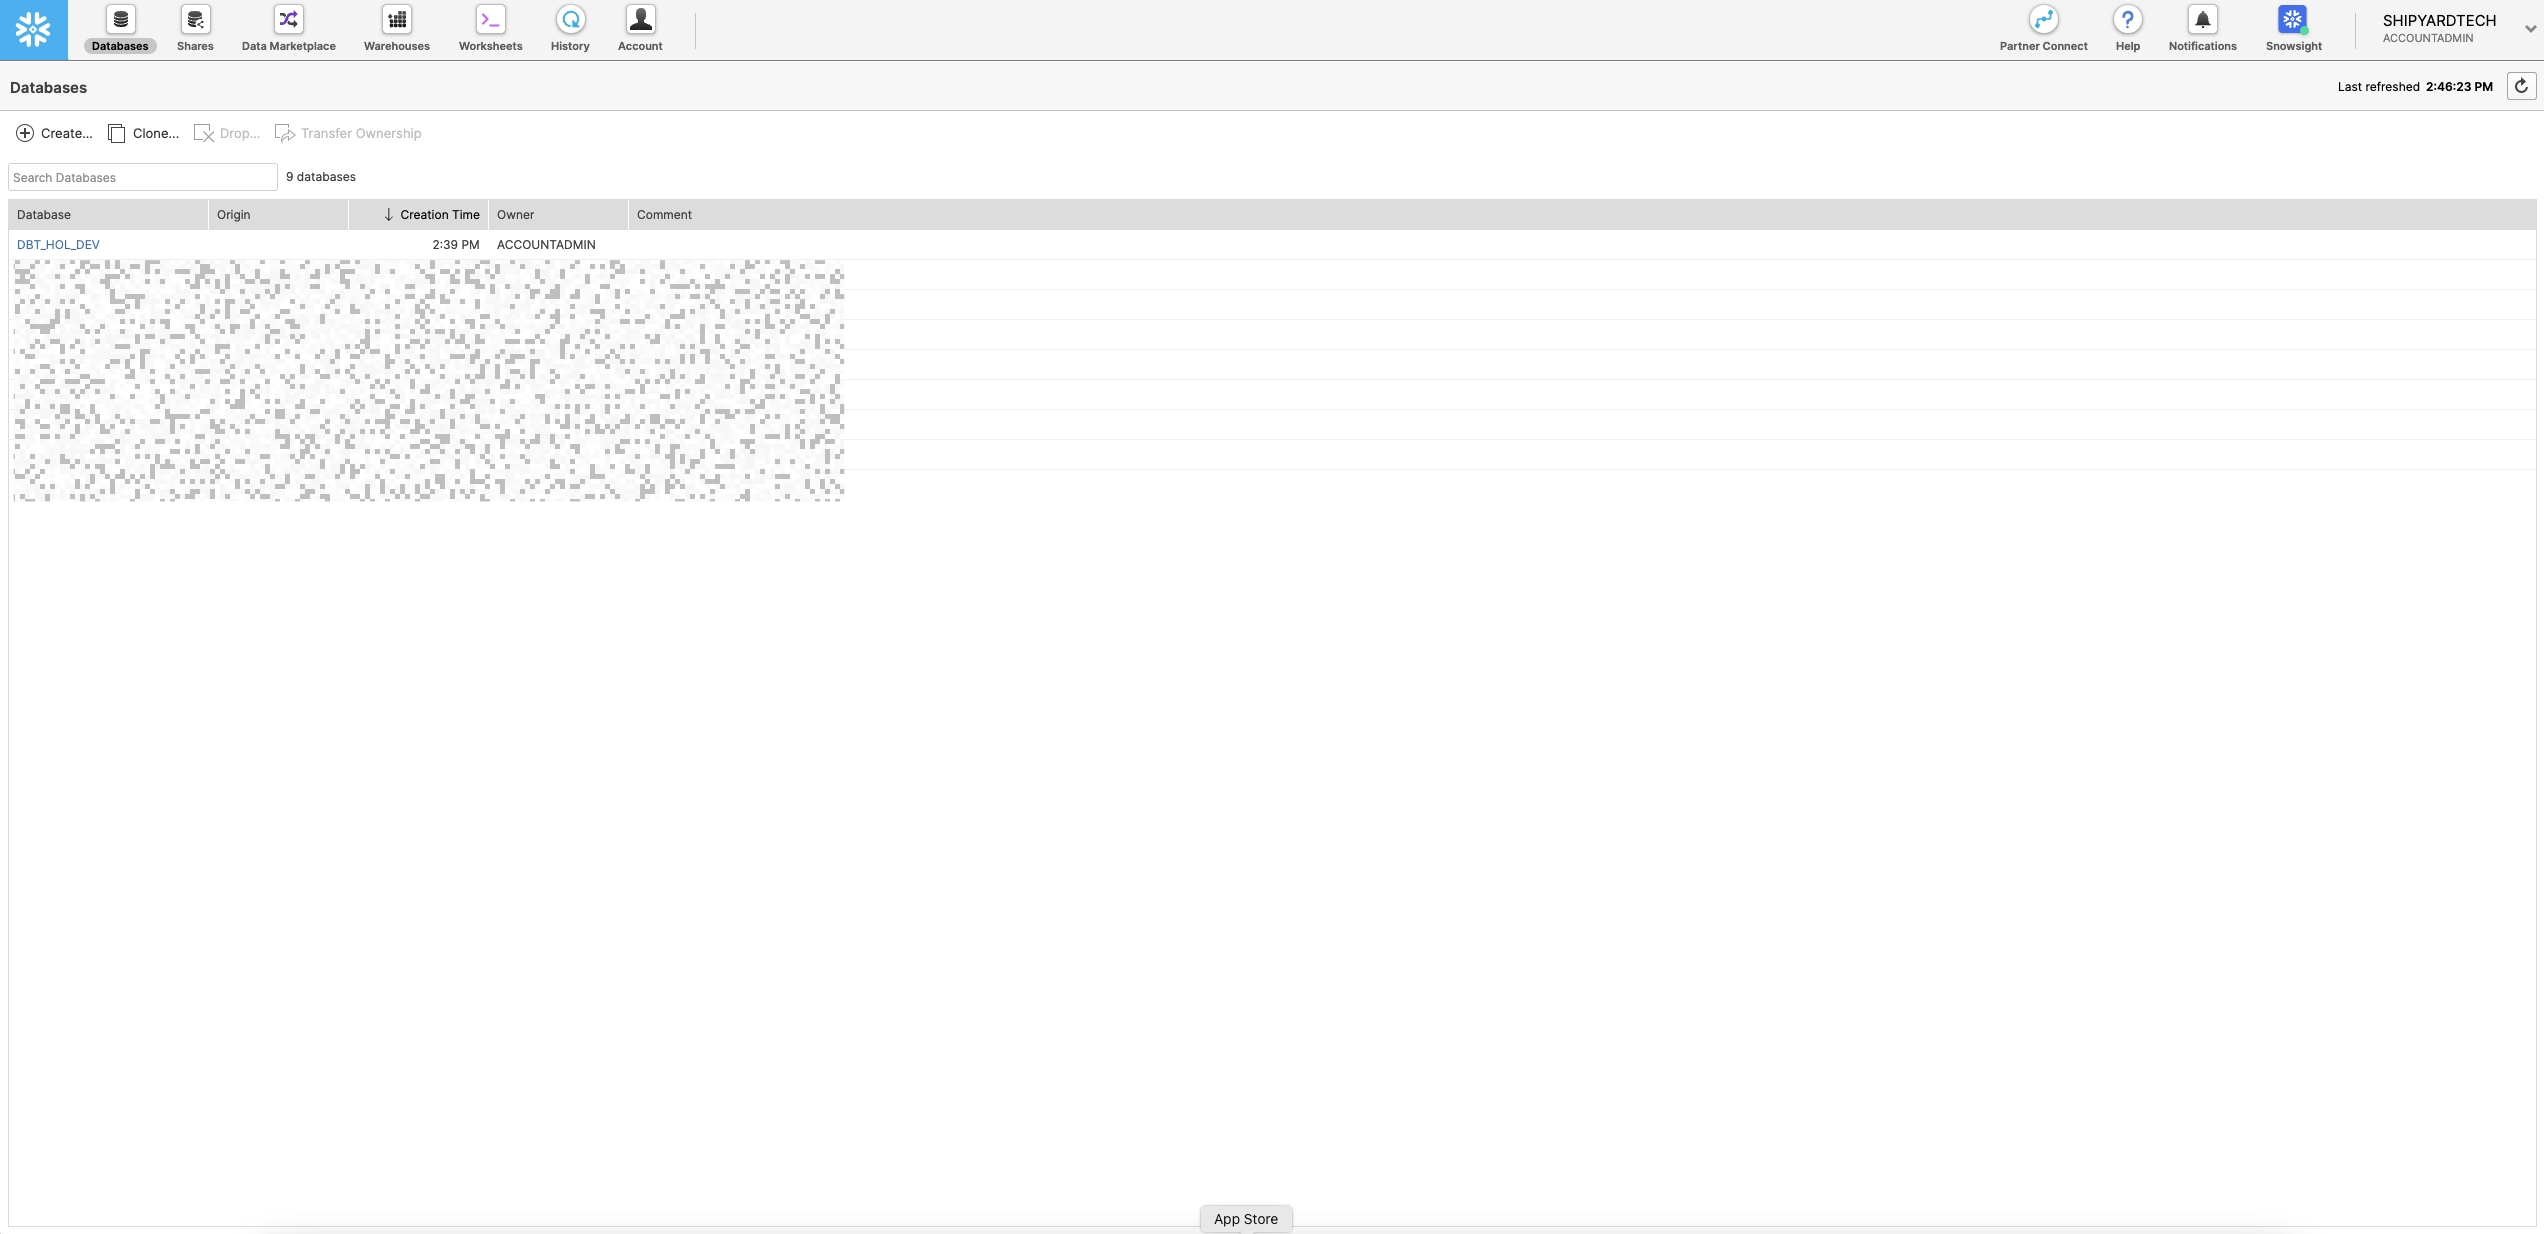 Databases Shares Data Marketplace Warehouses Worksheets History Account Partner Connect Help Notifications Snowsight SHIPYARDTECH
ACCOUNTADMIN
Databases Last refreshed 2:46:23 PM
Create... Clone... Drop... Transfer Ownership
Search Databases 9 databases
Database Origin Creation Time Owner Comment
DBT_HOL_DEV 2:39 PM ACCOUNTADMIN
App Store